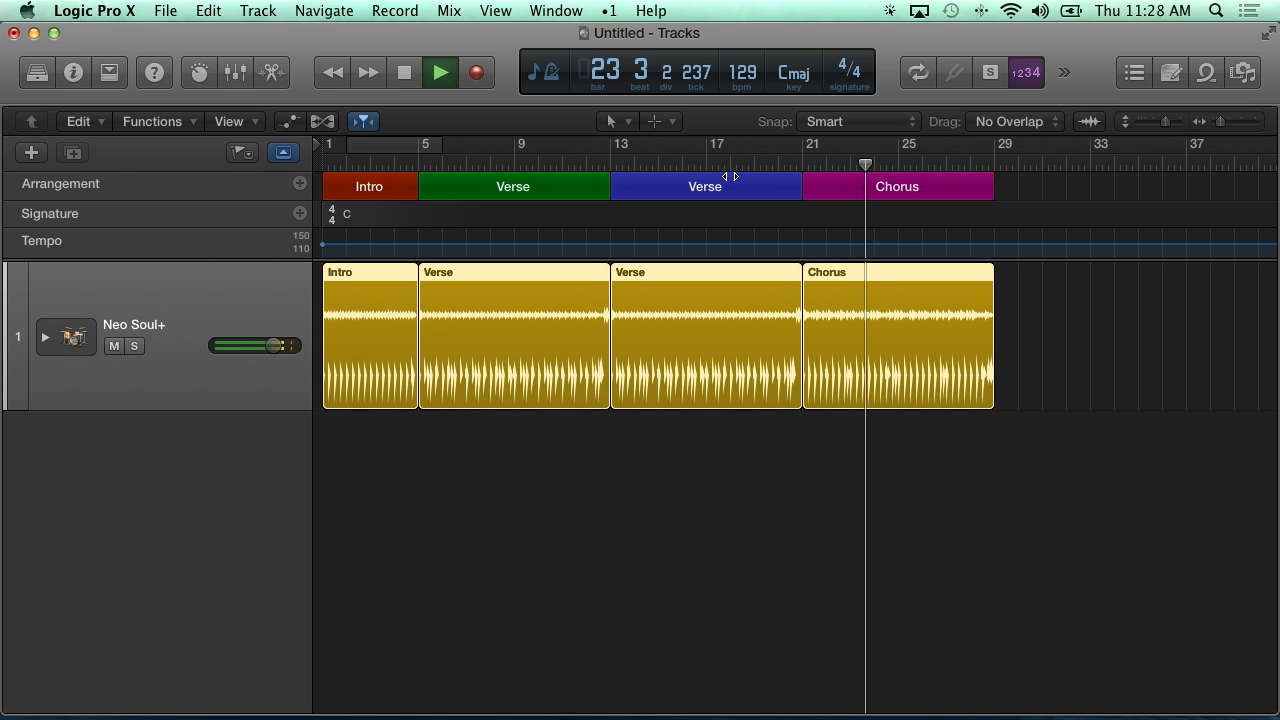 Logic Pro X File Edit Track Navigate Record Mix View Window •1 Help Thu 11:28 AM
Untitled - Tracks
23 3 2 237 129 Cmaj 4/4
bar beat div tick bpm key signature
S 1234
Edit Functions View Snap: Smart Drag: No Overlap
1 5 9 13 17 21 25 29 33 37
Arrangement Intro Verse Verse Chorus
Signature 4/4 C
Tempo 150
110
Intro Verse Verse Chorus
1 Neo Soul+
M S